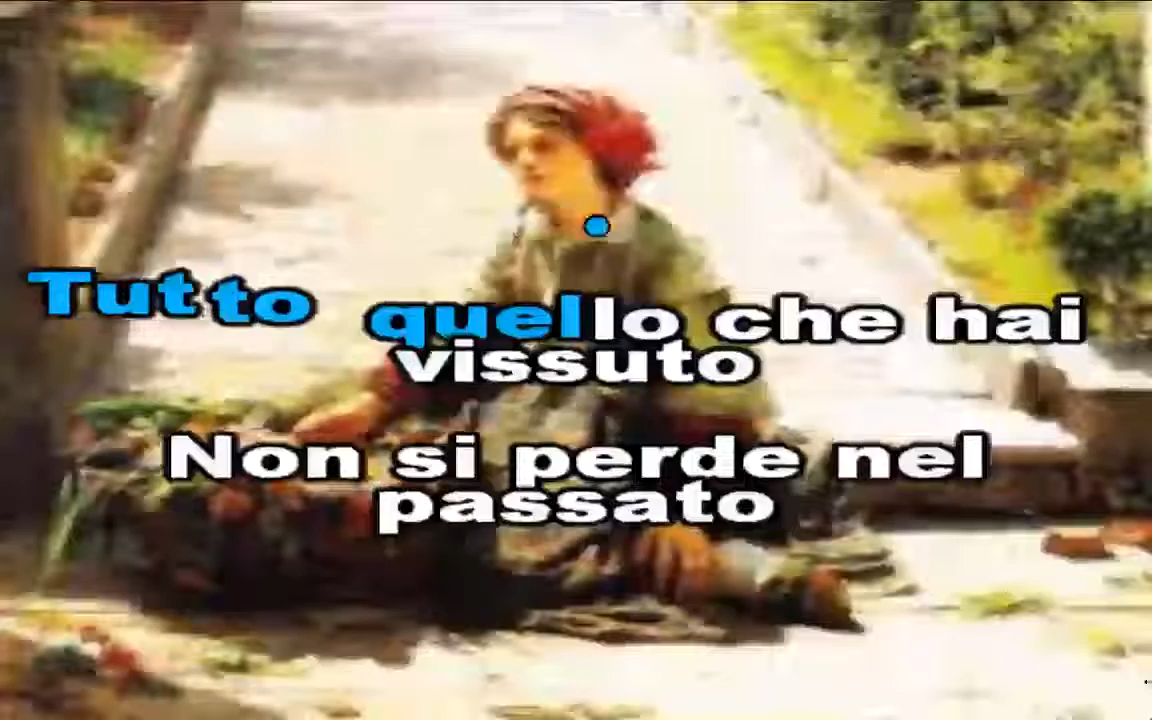 Tutto quello che hai
vissuto
Non si perde nel
passato